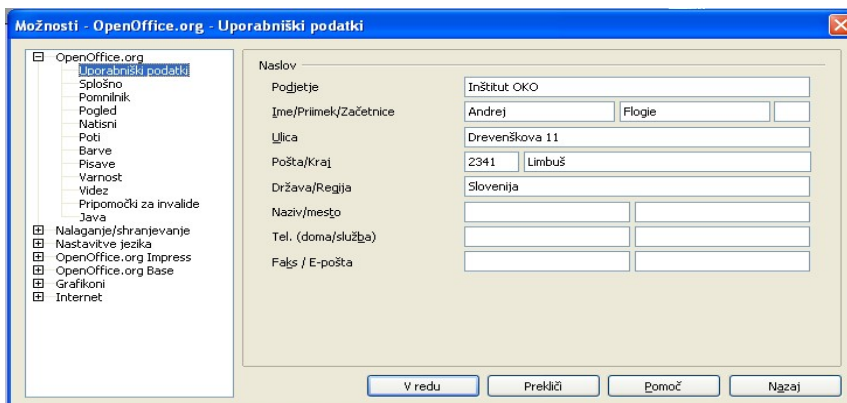 Možnosti - OpenOffice.org - Uporabniški podatki
OpenOffice.org
Uporabniški podatki
Splošno
Pomnilnik
Pogled
Natisni
Poti
Barve
Pisave
Varnost
Videz
Pripomočki za invalide
Java
Nalaganje/shranjevanje
Nastavitve jezika
OpenOffice.org Impress
OpenOffice.org Base
Grafikoni
Internet
Naslov
Podjetje Inštitut OKO
Ime/Priimek/Začetnice Andrej Flogie
Ulica Drevenškova 11
Pošta/Kraj 2341 Limbuš
Država/Regija Slovenija
Naziv/mesto
Tel. (doma/služba)
Faks / E-pošta
V redu Prekliči Pomoč Nazaj